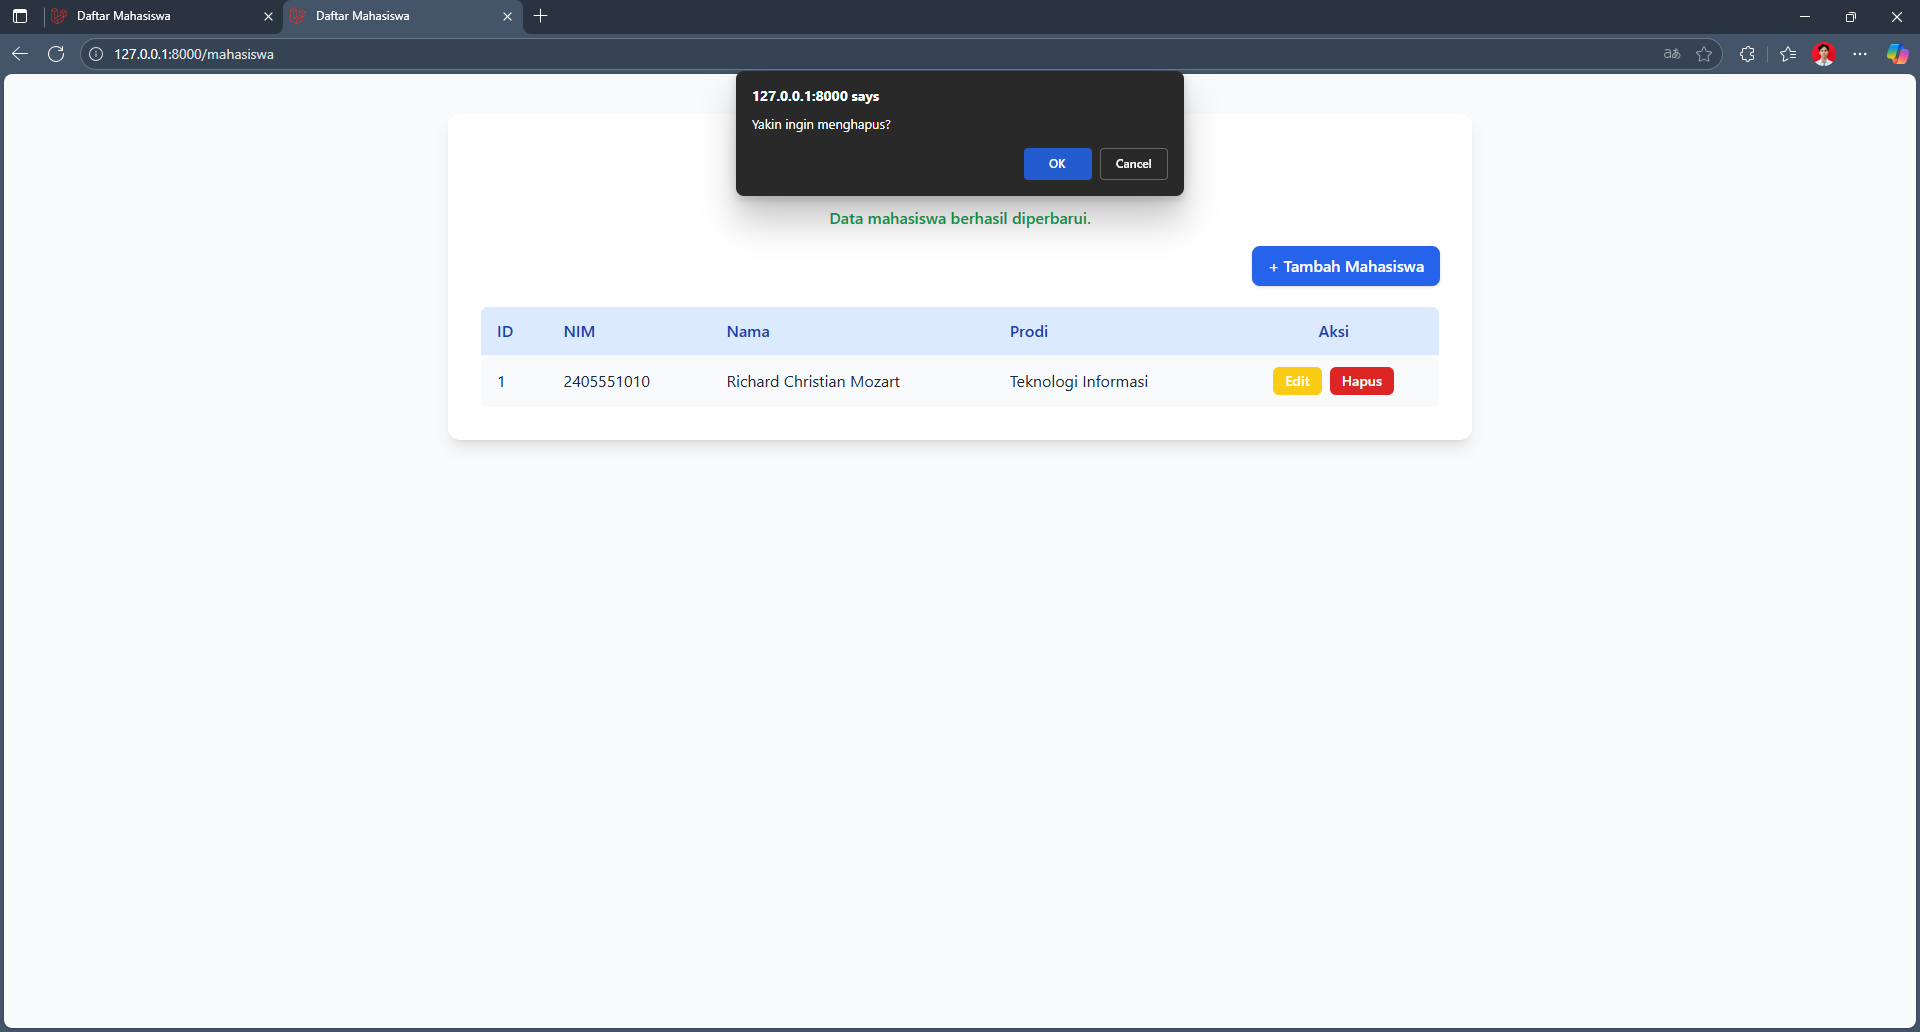 Daftar Mahasiswa
Daftar Mahasiswa
127.0.0.1:8000/mahasiswa
aあ
127.0.0.1:8000 says
Yakin ingin menghapus?
OK Cancel
Data mahasiswa berhasil diperbarui.
+ Tambah Mahasiswa
ID NIM Nama Prodi Aksi
1 2405551010 Richard Christian Mozart Teknologi Informasi Edit Hapus